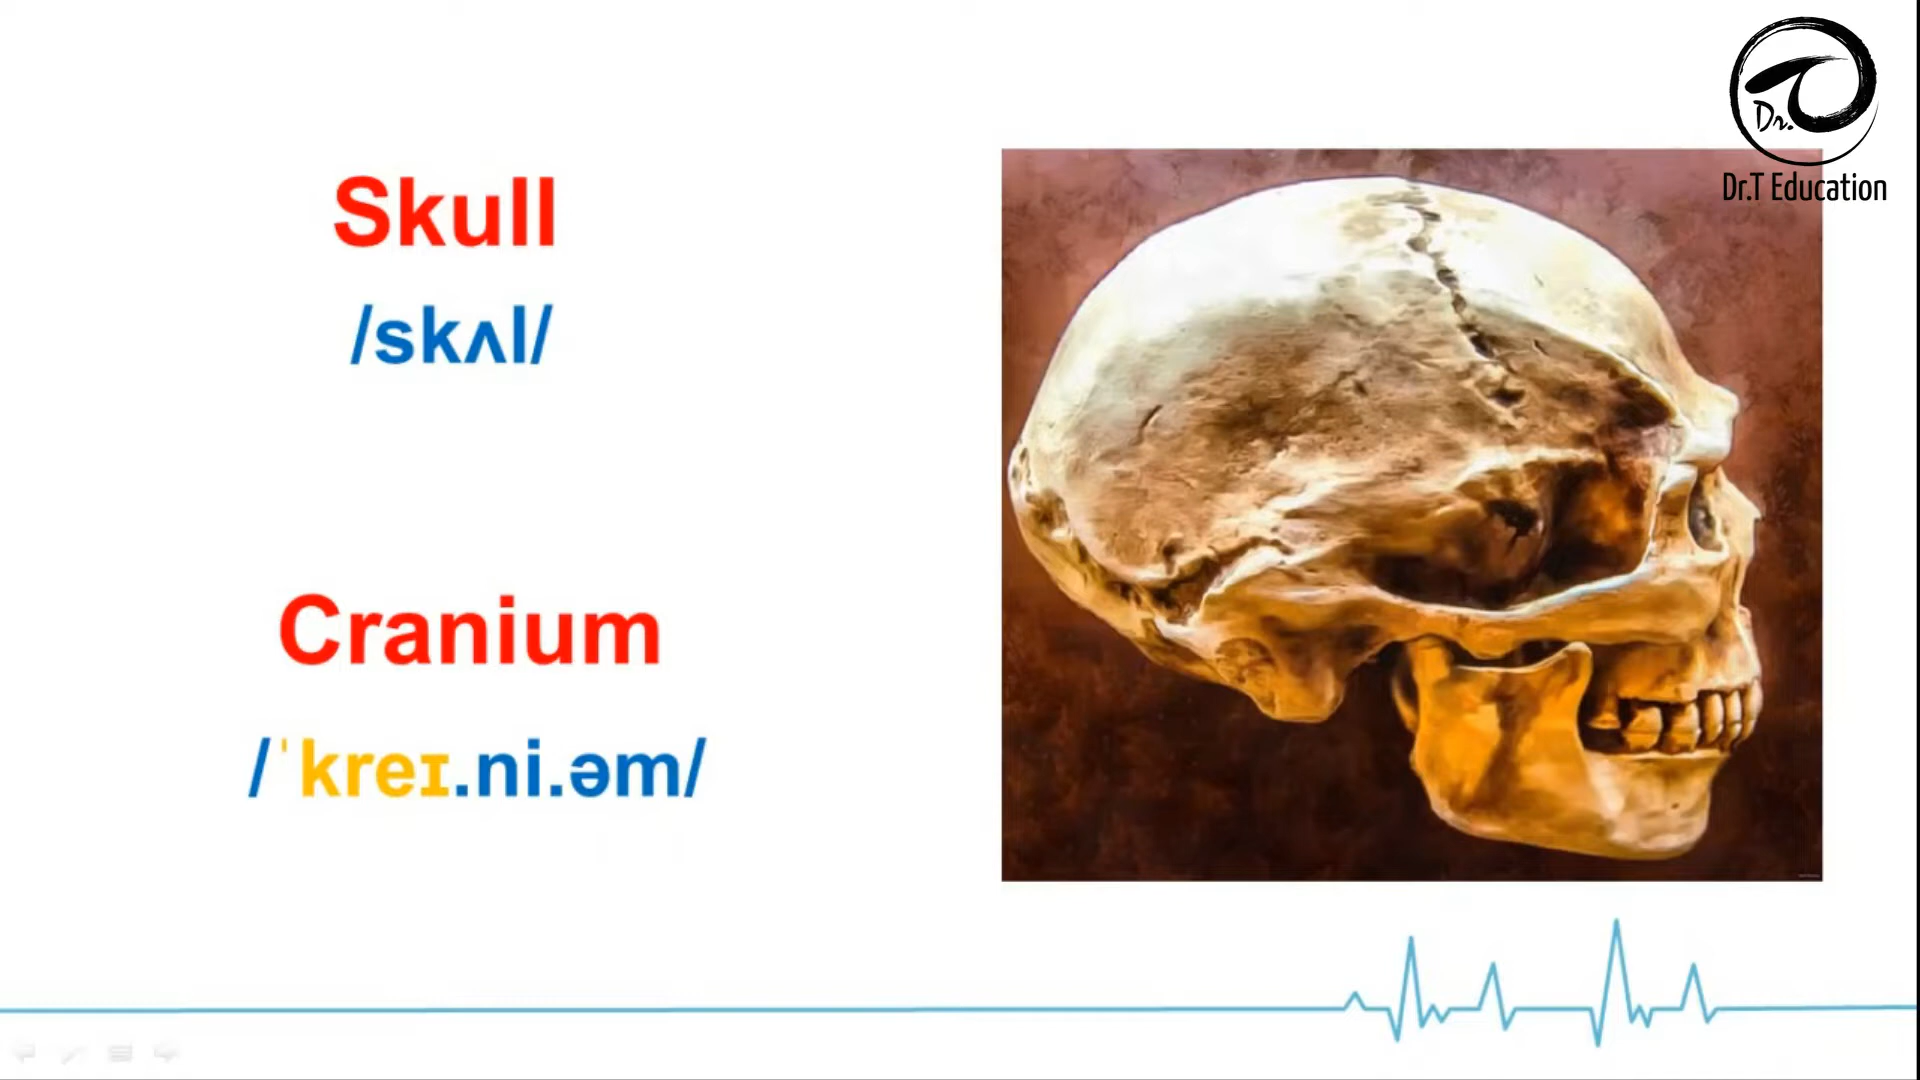 Dr.
Dr.T Education
Skull
/skʌl/
Cranium
/ˈkreɪ.ni.əm/